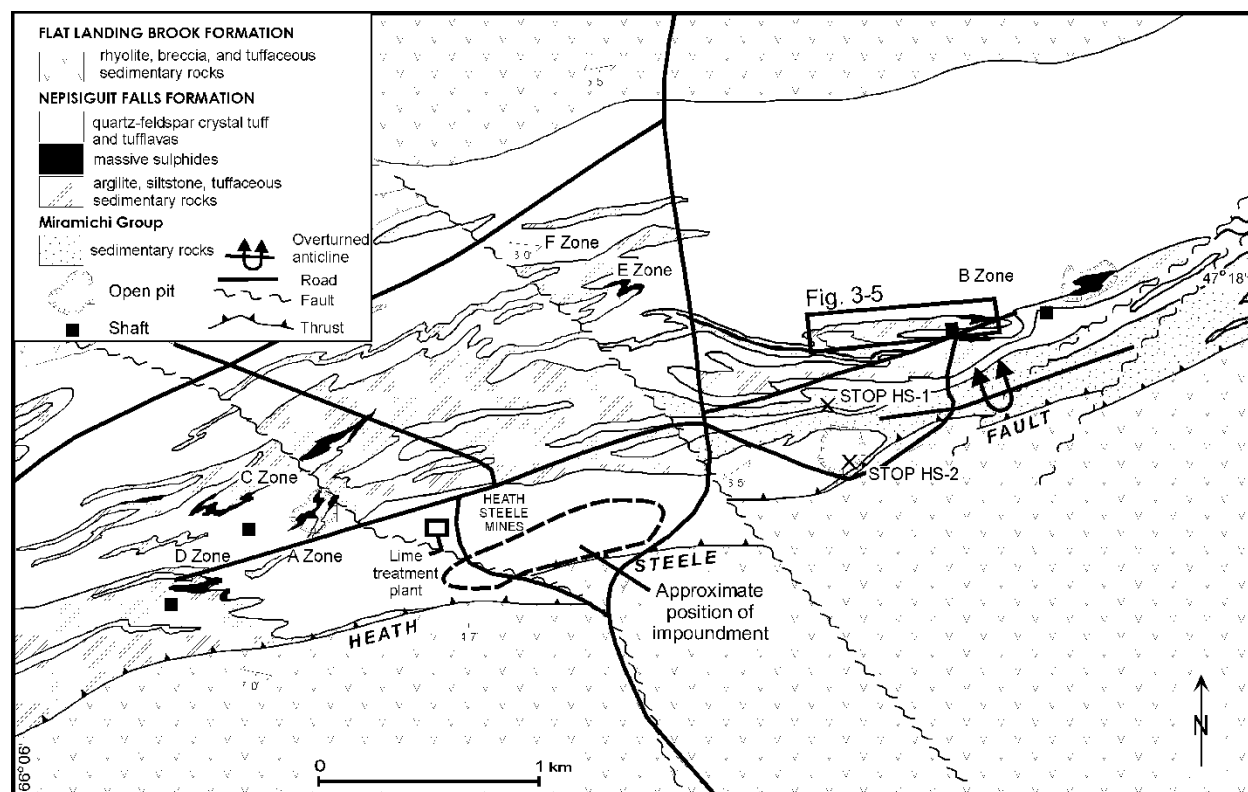 FLAT LANDING BROOK FORMATION
rhyolite, breccia, and tuffaceous
sedimentary rocks
NEPISIGUIT FALLS FORMATION
quartz-feldspar crystal tuff
and tufflavas
massive sulphides
argilite, siltstone, tuffaceous
sedimentary rocks
Miramichi Group
sedimentary rocks
Overturned
anticline
Road
Open pit
Fault
Shaft
Thrust
F Zone
E Zone
B Zone
47°18'
Fig. 3-5
STOP HS-1
FAULT
STOP HS-2
C Zone
HEATH
STEELE
MINES
D Zone
A Zone
Lime
treatment
plant
STEELE
Approximate
position of
impoundment
HEATH
66°06'
N
0
1 km